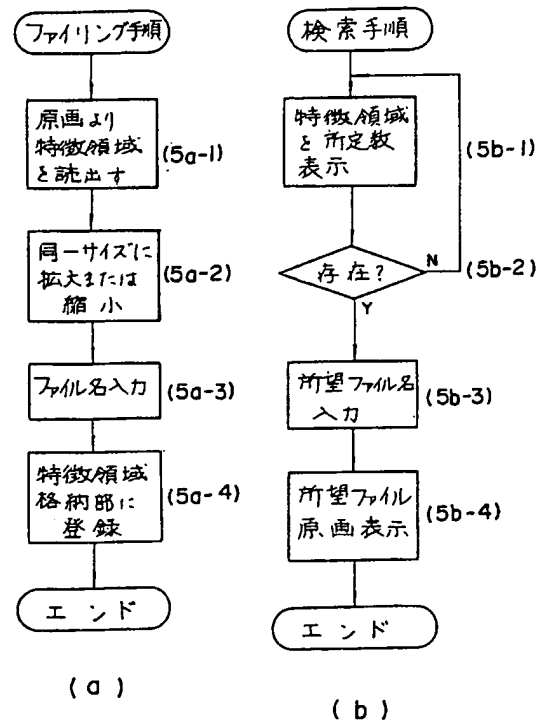 ファイリング手順
原画より
特徴領域
を読出す
(5a-1)
同一サイズに
拡大または
縮小
(5a-2)
ファイル名入力
(5a-3)
特徴領域
格納部に
登録
(5a-4)
エンド
(a)
検索手順
特徴領域
を所定数
表示
(5b-1)
存在?
N
(5b-2)
Y
所望ファイル名
入力
(5b-3)
所望ファイル
原画表示
(5b-4)
エンド
(b)